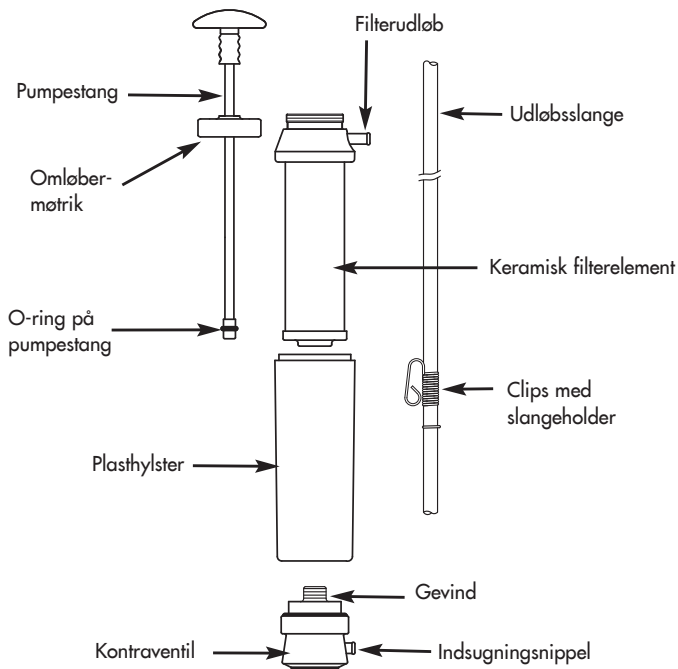 Filterudløb
Pumpestang
Udløbsslange
Omløber-
møtrik
Keramisk filterelement
O-ring på
pumpestang
Clips med
slangeholder
Plasthylster
Gevind
Kontraventil
Indsugningsnippel